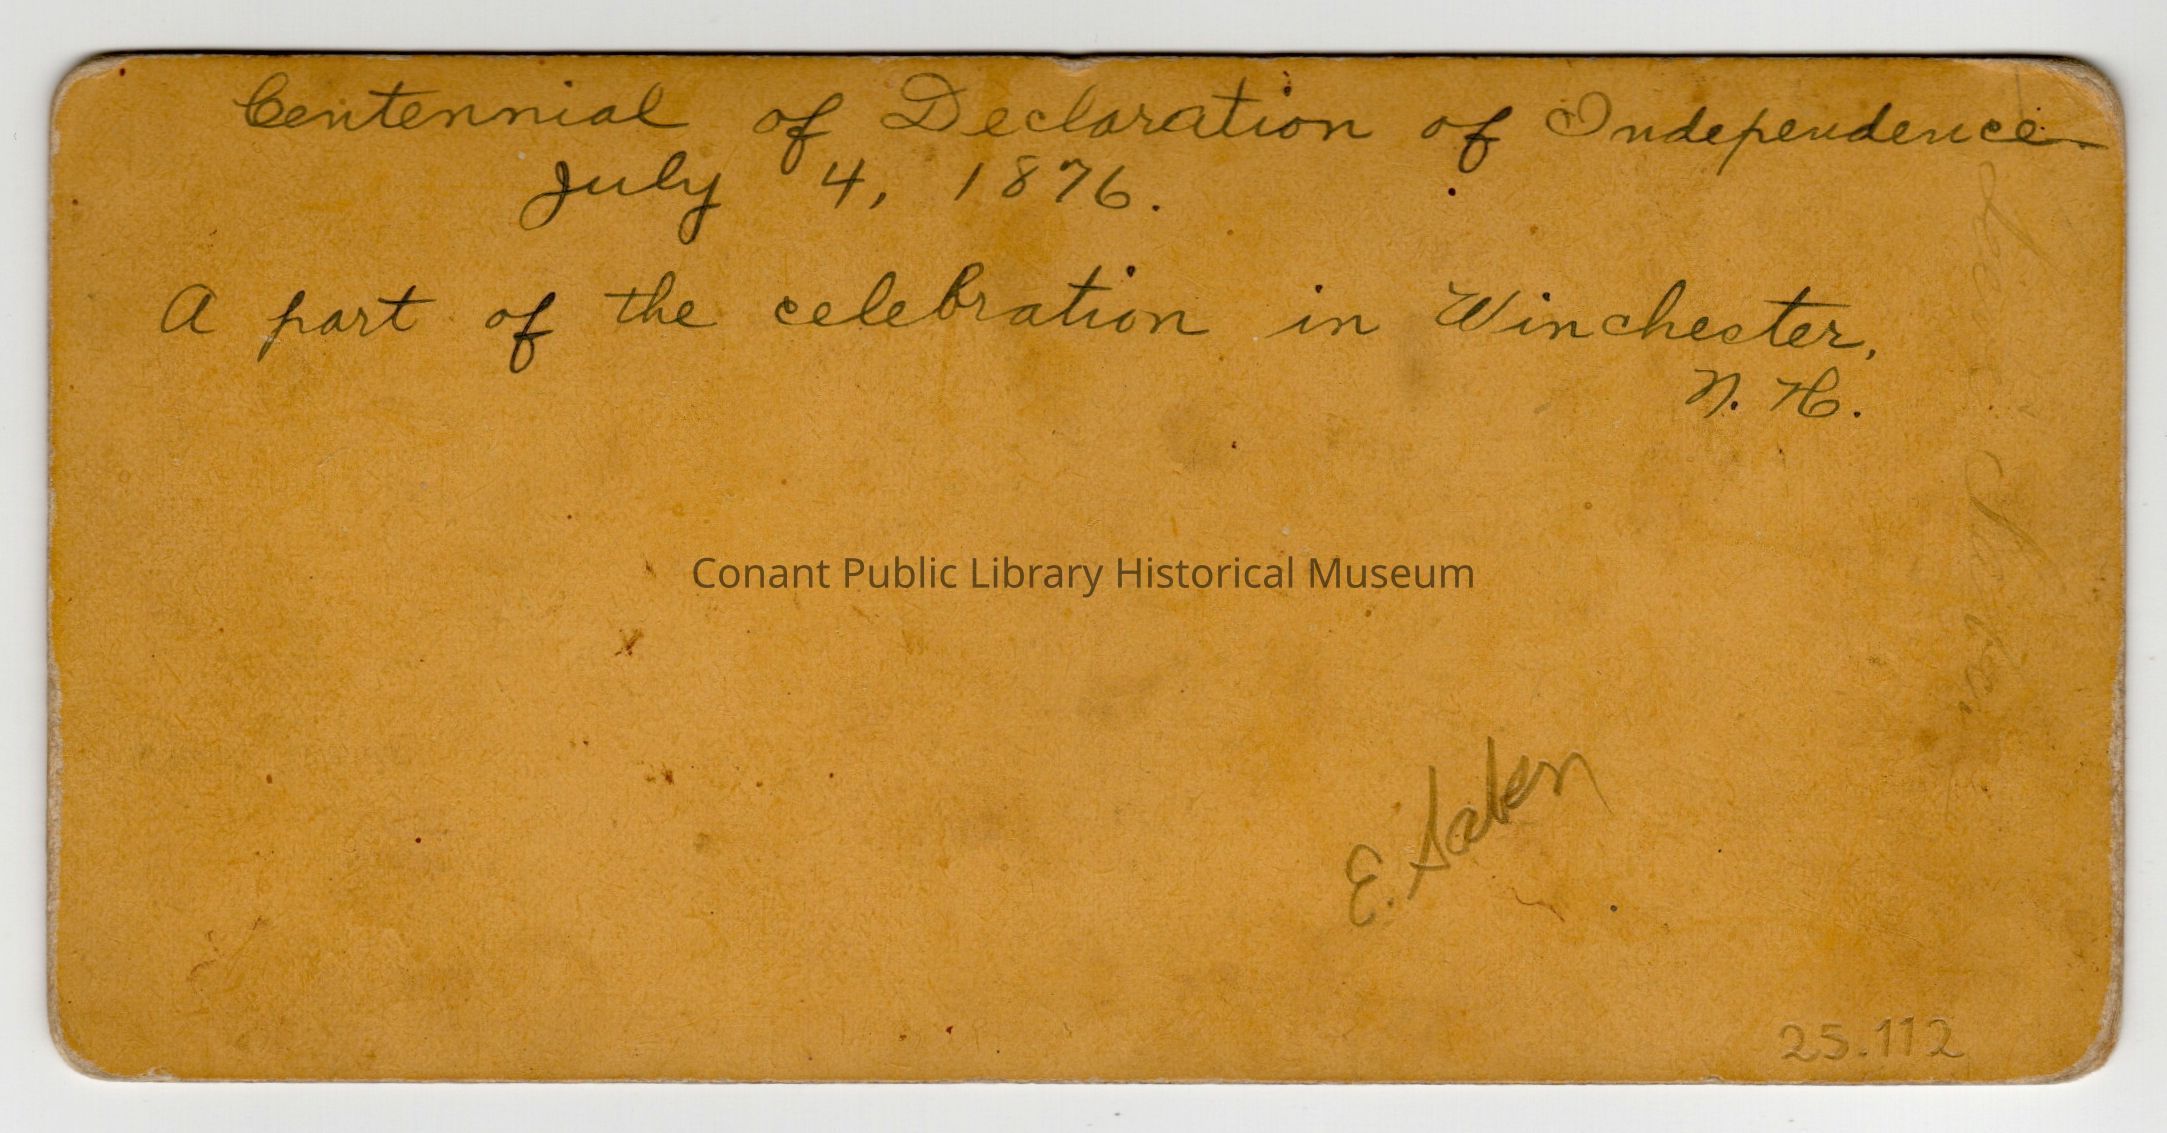 Centennial of Declaration of Independence
July 4, 1876.
A part of the celebration in Winchester,
N. H.
Conant Public Library Historical Museum
E.
25.112